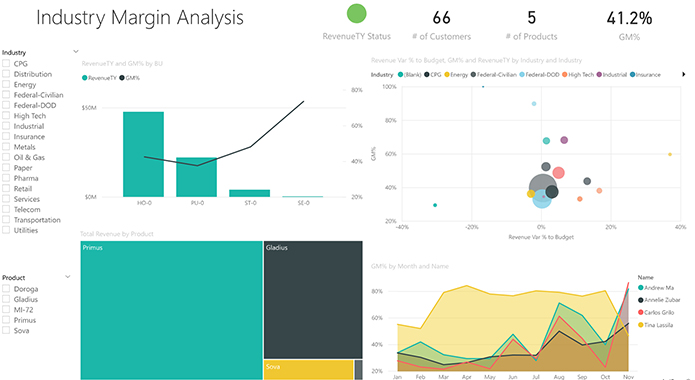 Industry Margin Analysis
RevenueTY Status
66
# of Customers
5
# of Products
41.2%
GM%
Industry
CPG
Distribution
Energy
Federal-Civilian
Federal-DOD
High Tech
Industrial
Insurance
Metals
Oil & Gas
Paper
Pharma
Retail
Services
Telecom
Transportation
Utilities
Product
Doroga
Gladius
MI-72
Primus
Sova
RevenueTY and GM% by BU
RevenueTY GM%
$50M
$0M
80%
60%
40%
20%
HO-0 PU-0 ST-0 SE-0
Revenue Var % to Budget, GM% and RevenueTY by Industry and Industry
Industry (Blank) CPG Energy Federal-Civilian Federal-DOD High Tech Industrial Insurance
GM%
100%
80%
60%
40%
20%
-40% -20% 0% 20% 40%
Revenue Var % to Budget
Total Revenue by Product
Primus
Gladius
Sova
GM% by Month and Name
80%
60%
40%
20%
Jan Feb Mar Apr May Jun Jul Aug Sep Oct Nov
Name
Andrew Ma
Annelie Zubar
Carlos Grilo
Tina Lassila